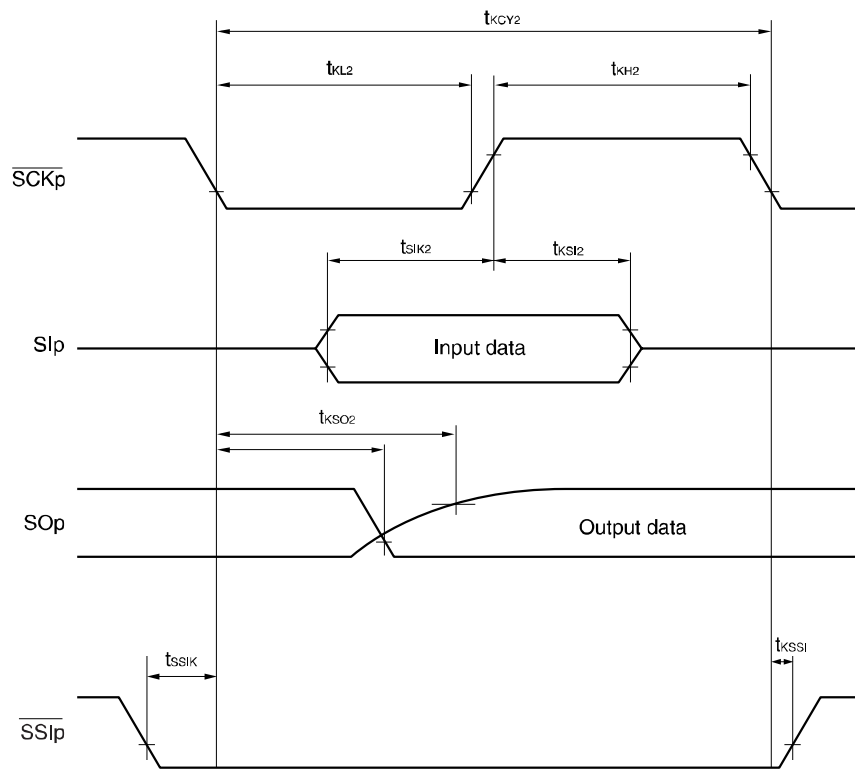 tKCY2
tKL2
tKH2
SCKp
tSIK2
tKSI2
SIp
Input data
tKSO2
SOp
Output data
tSSIK
tKSSI
SSIp